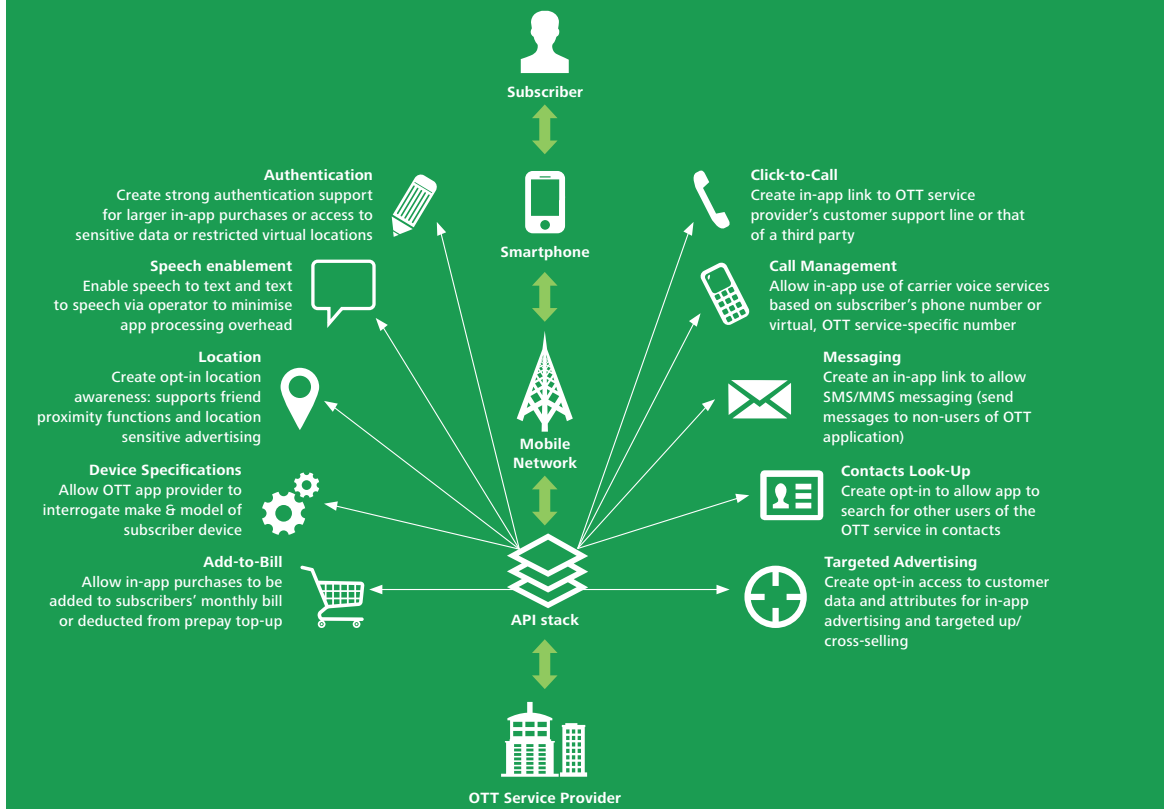 Subscriber
Authentication
Create strong authentication support
for larger in-app purchases or access to
sensitive data or restricted virtual locations
Smartphone
Click-to-Call
Create in-app link to OTT service
provider's customer support line or that
of a third party
Speech enablement
Enable speech to text and text
to speech via operator to minimise
app processing overhead
Call Management
Allow in-app use of carrier voice services
based on subscriber's phone number or
virtual, OTT service-specific number
Location
Create opt-in location
awareness: supports friend
proximity functions and location
sensitive advertising
Mobile
Network
Messaging
Create an in-app link to allow
SMS/MMS messaging (send
messages to non-users of OTT
application)
Device Specifications
Allow OTT app provider to
interrogate make & model of
subscriber device
Contacts Look-Up
Create opt-in to allow app to
search for other users of the
OTT service in contacts
Add-to-Bill
Allow in-app purchases to be
added to subscribers' monthly bill
or deducted from prepay top-up
API stack
Targeted Advertising
Create opt-in access to customer
data and attributes for in-app
advertising and targeted up/
cross-selling
OTT Service Provider